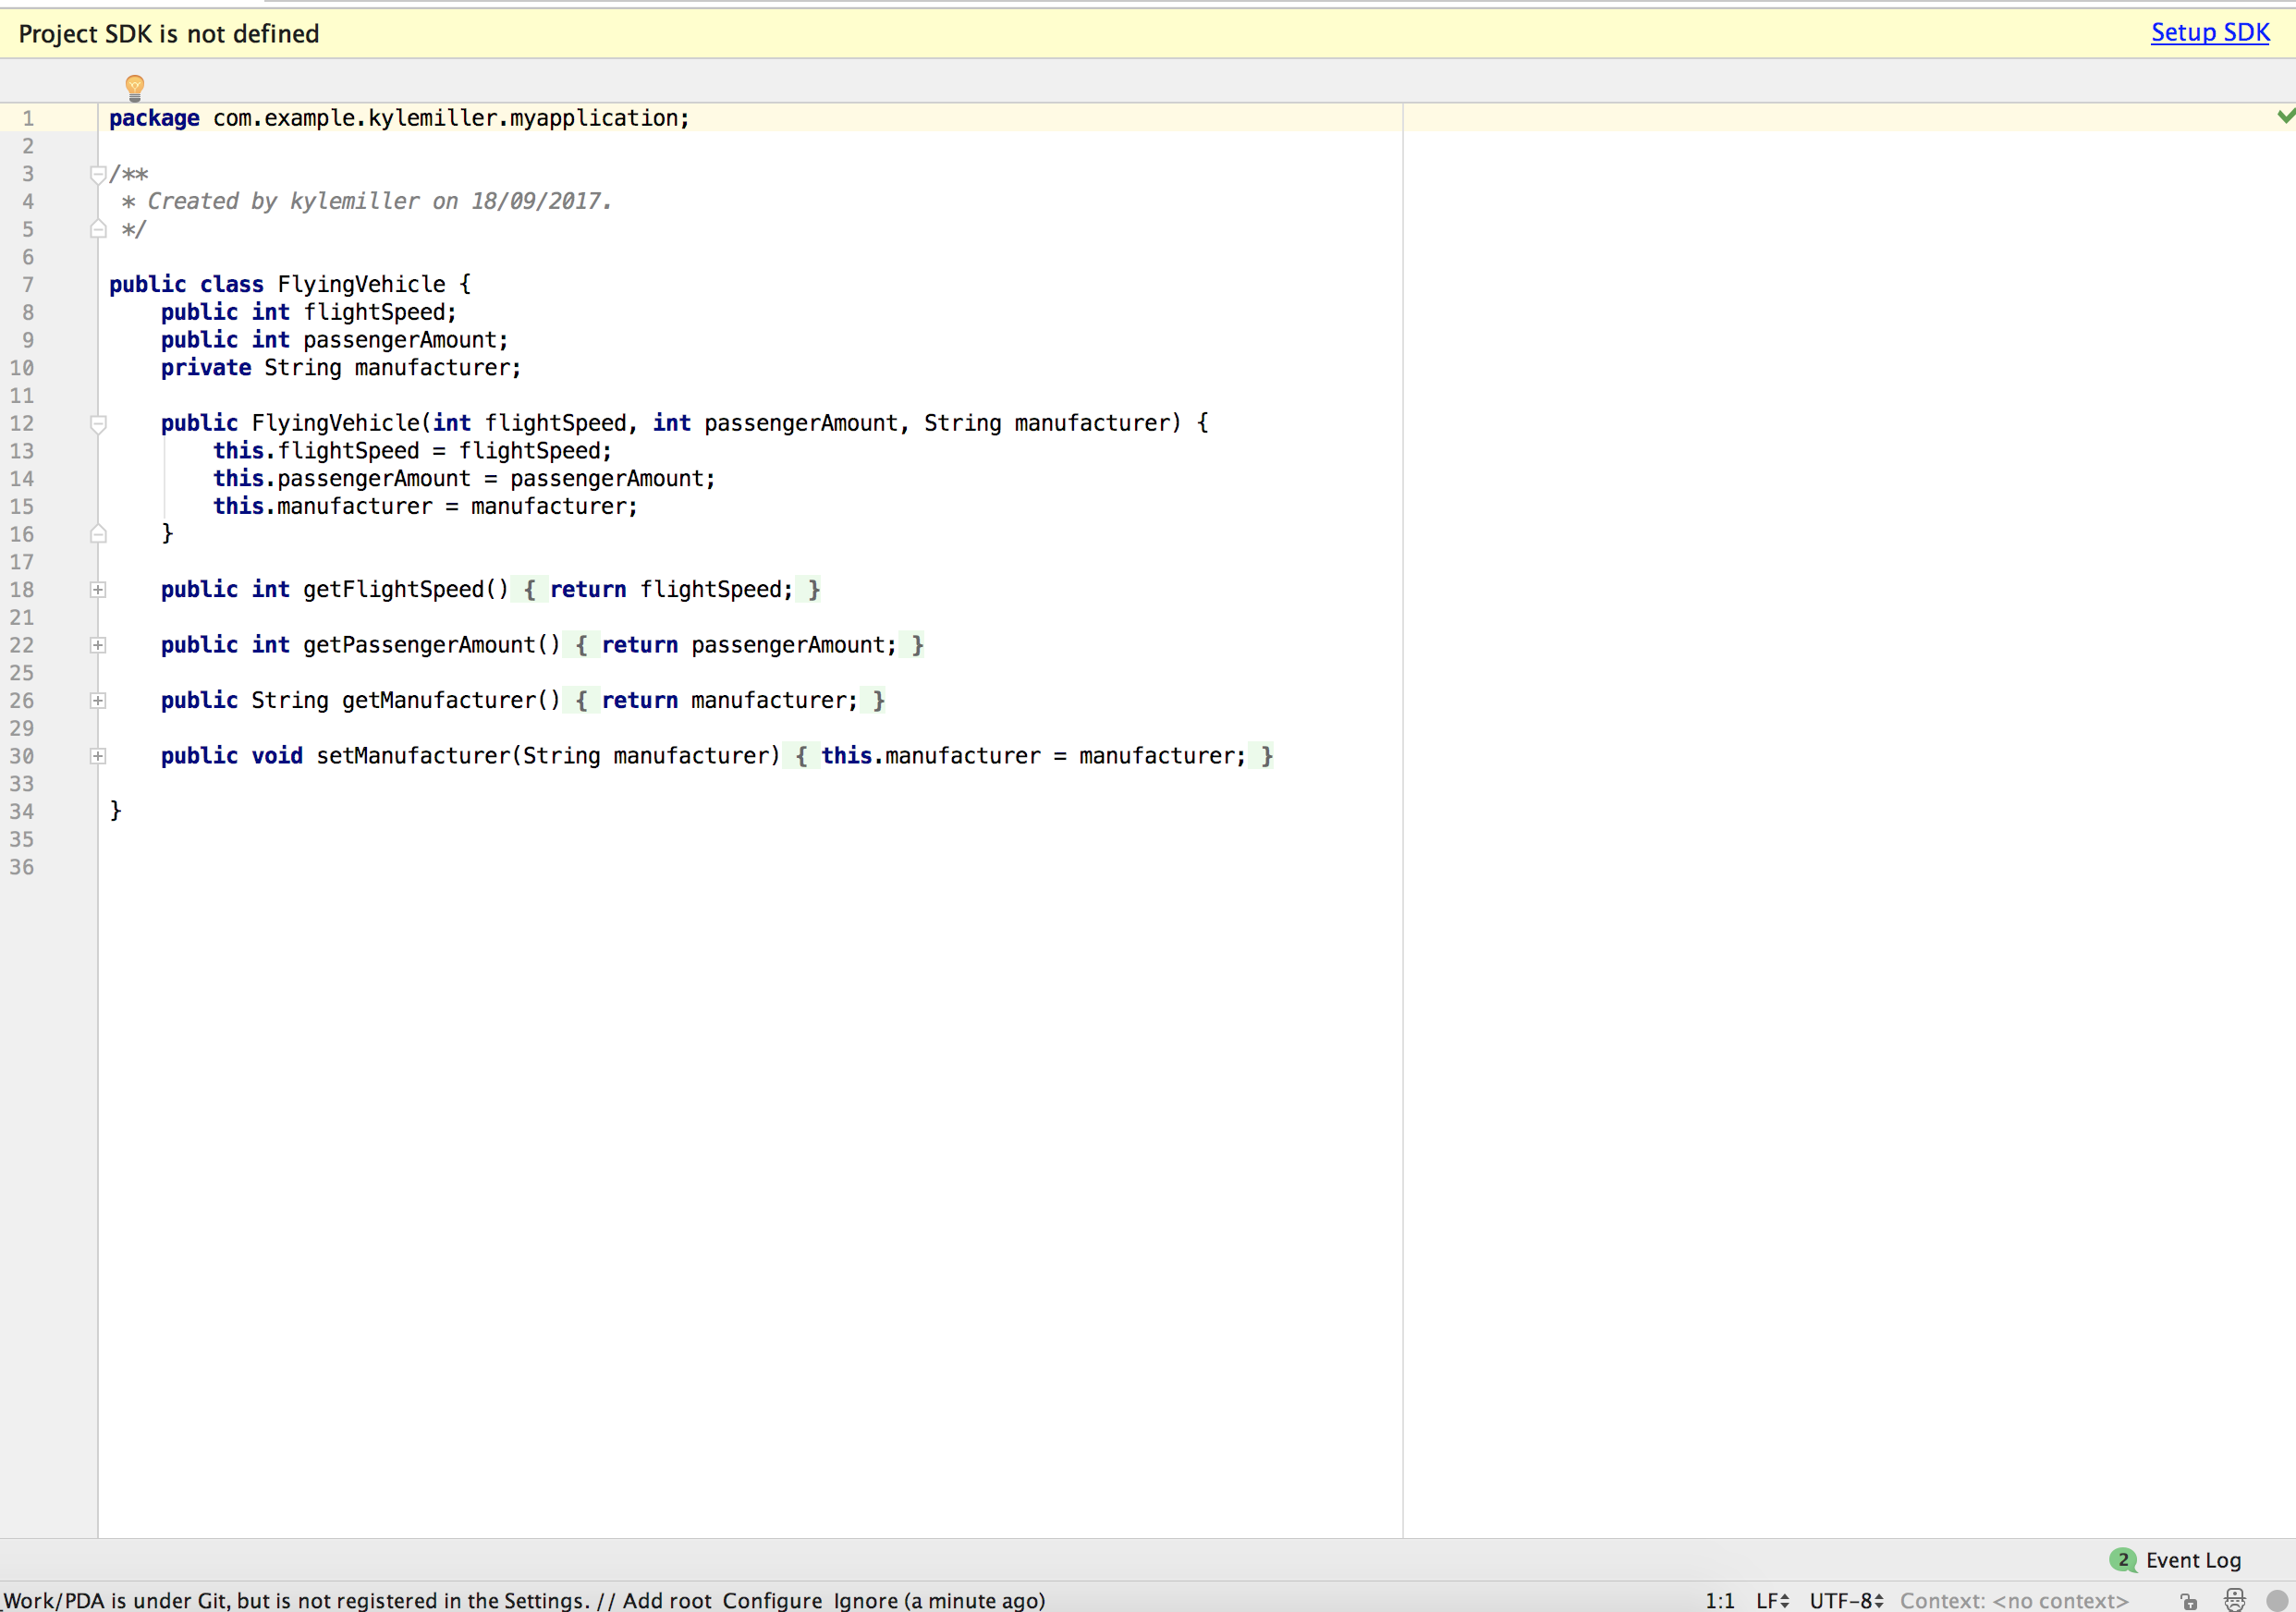 Project SDK is not defined Setup SDK
1 package com.example.kylemiller.myapplication;
2
3 /**
4  * Created by kylemiller on 18/09/2017.
5  */
6
7 public class FlyingVehicle {
8     public int flightSpeed;
9     public int passengerAmount;
10     private String manufacturer;
11
12     public FlyingVehicle(int flightSpeed, int passengerAmount, String manufacturer) {
13         this.flightSpeed = flightSpeed;
14         this.passengerAmount = passengerAmount;
15         this.manufacturer = manufacturer;
16     }
17
18     public int getFlightSpeed() { return flightSpeed; }
21
22     public int getPassengerAmount() { return passengerAmount; }
25
26     public String getManufacturer() { return manufacturer; }
29
30     public void setManufacturer(String manufacturer) { this.manufacturer = manufacturer; }
33
34 }
35
36
2 Event Log
_Work/PDA is under Git, but is not registered in the Settings. // Add root Configure Ignore (a minute ago) 1:1 LF UTF-8 Context: <no context>